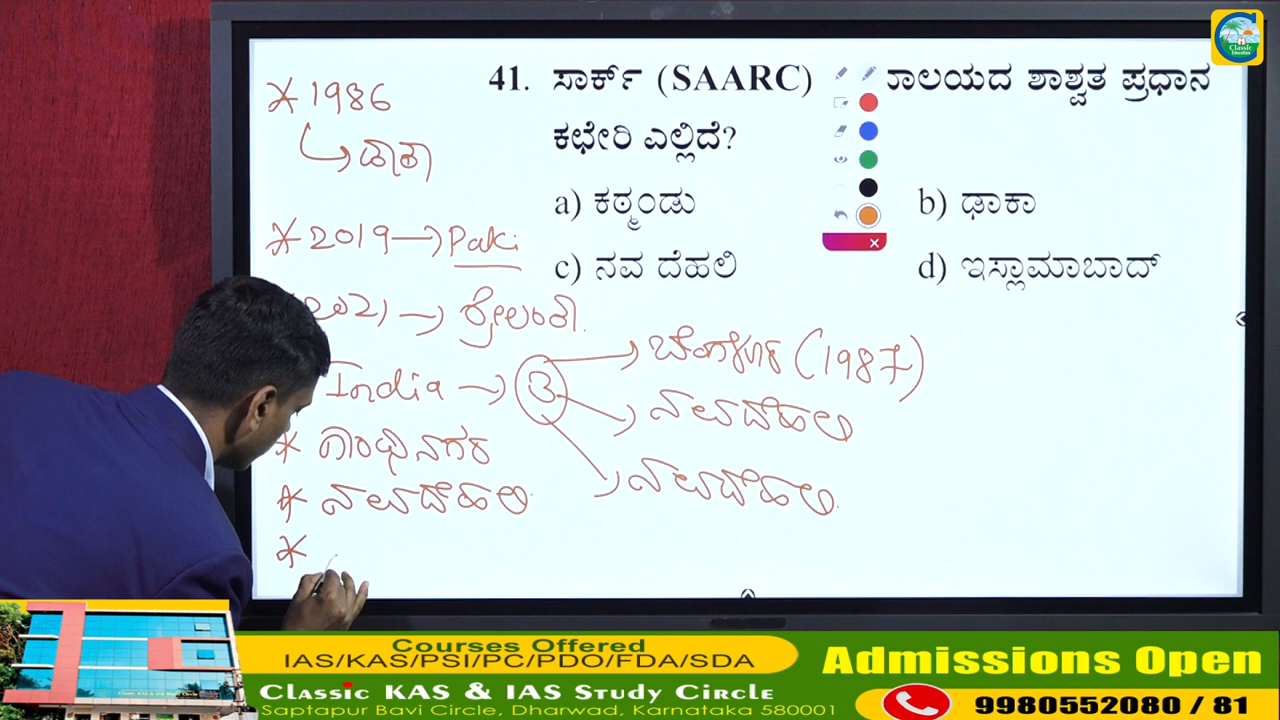 Classic
Education
41. ಸಾರ್ಕ್ (SAARC) ಾಲಯದ ಶಾಶ್ವತ ಪ್ರಧಾನ
ಕಛೇರಿ ಎಲ್ಲಿದೆ?
a) ಕಠ್ಮಂಡು b) ಢಾಕಾ
c) ನವ ದೆಹಲಿ d) ಇಸ್ಲಾಮಾಬಾದ್
* 1986
ಢಾಕಾ
* 2019 → Paki
→ ಶ್ರೀಲಂಕಾ.
India → 3
→ ಬೆಂಗಳೂರ (1987)
→ ನವದೆಹಲಿ
→ ನವದೆಹಲಿ.
* ಗಾಂಧಿನಗರ
* ನವದೆಹಲಿ.
*
Courses Offered
IAS/KAS/PSI/PC/PDO/FDA/SDA
Classic KAS & IAS Study Circle
Saptapur Bavi Circle, Dharwad, Karnataka 580001
Admissions Open
9980552080 / 81